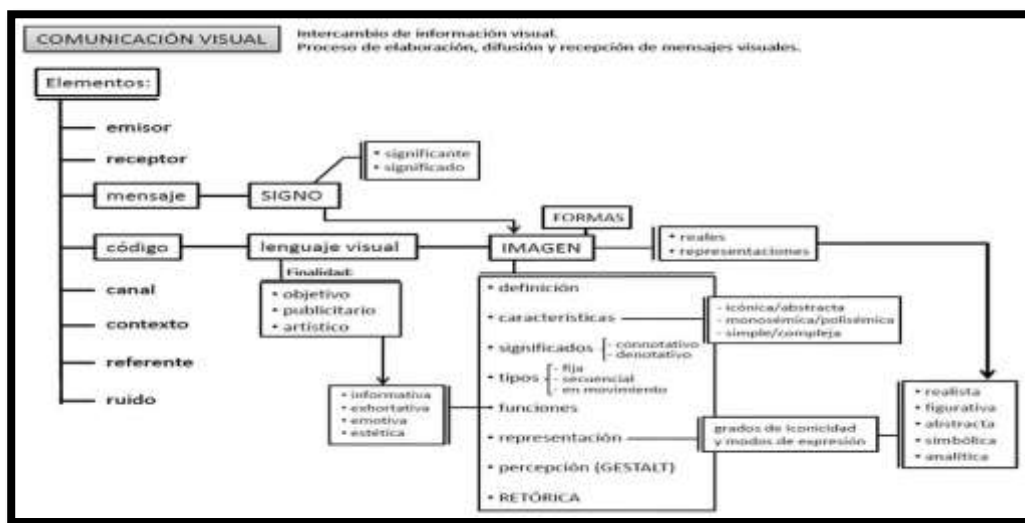 COMUNICACIÓN VISUAL
Intercambio de información visual.
Proceso de elaboración, difusión y recepción de mensajes visuales.
Elementos:
emisor
receptor
mensaje
SIGNO
• significante
• significado
código
lenguaje visual
FORMAS
IMAGEN
• reales
• representaciones
canal
contexto
referente
ruido
Finalidad:
• objetivo
• publicitario
• artístico
• informativa
• exhortativa
• emotiva
• estética
• definición
• características
- icónica/abstracta
- monosémica/polisémica
- simple/compleja
• significados
- connotativo
- denotativo
• tipos
- fija
- secuencial
- en movimiento
• funciones
• representación
grados de iconicidad
y modos de expresión
• realista
• figurativa
• abstracta
• simbólica
• analítica
• percepción (GESTALT)
• RETÓRICA